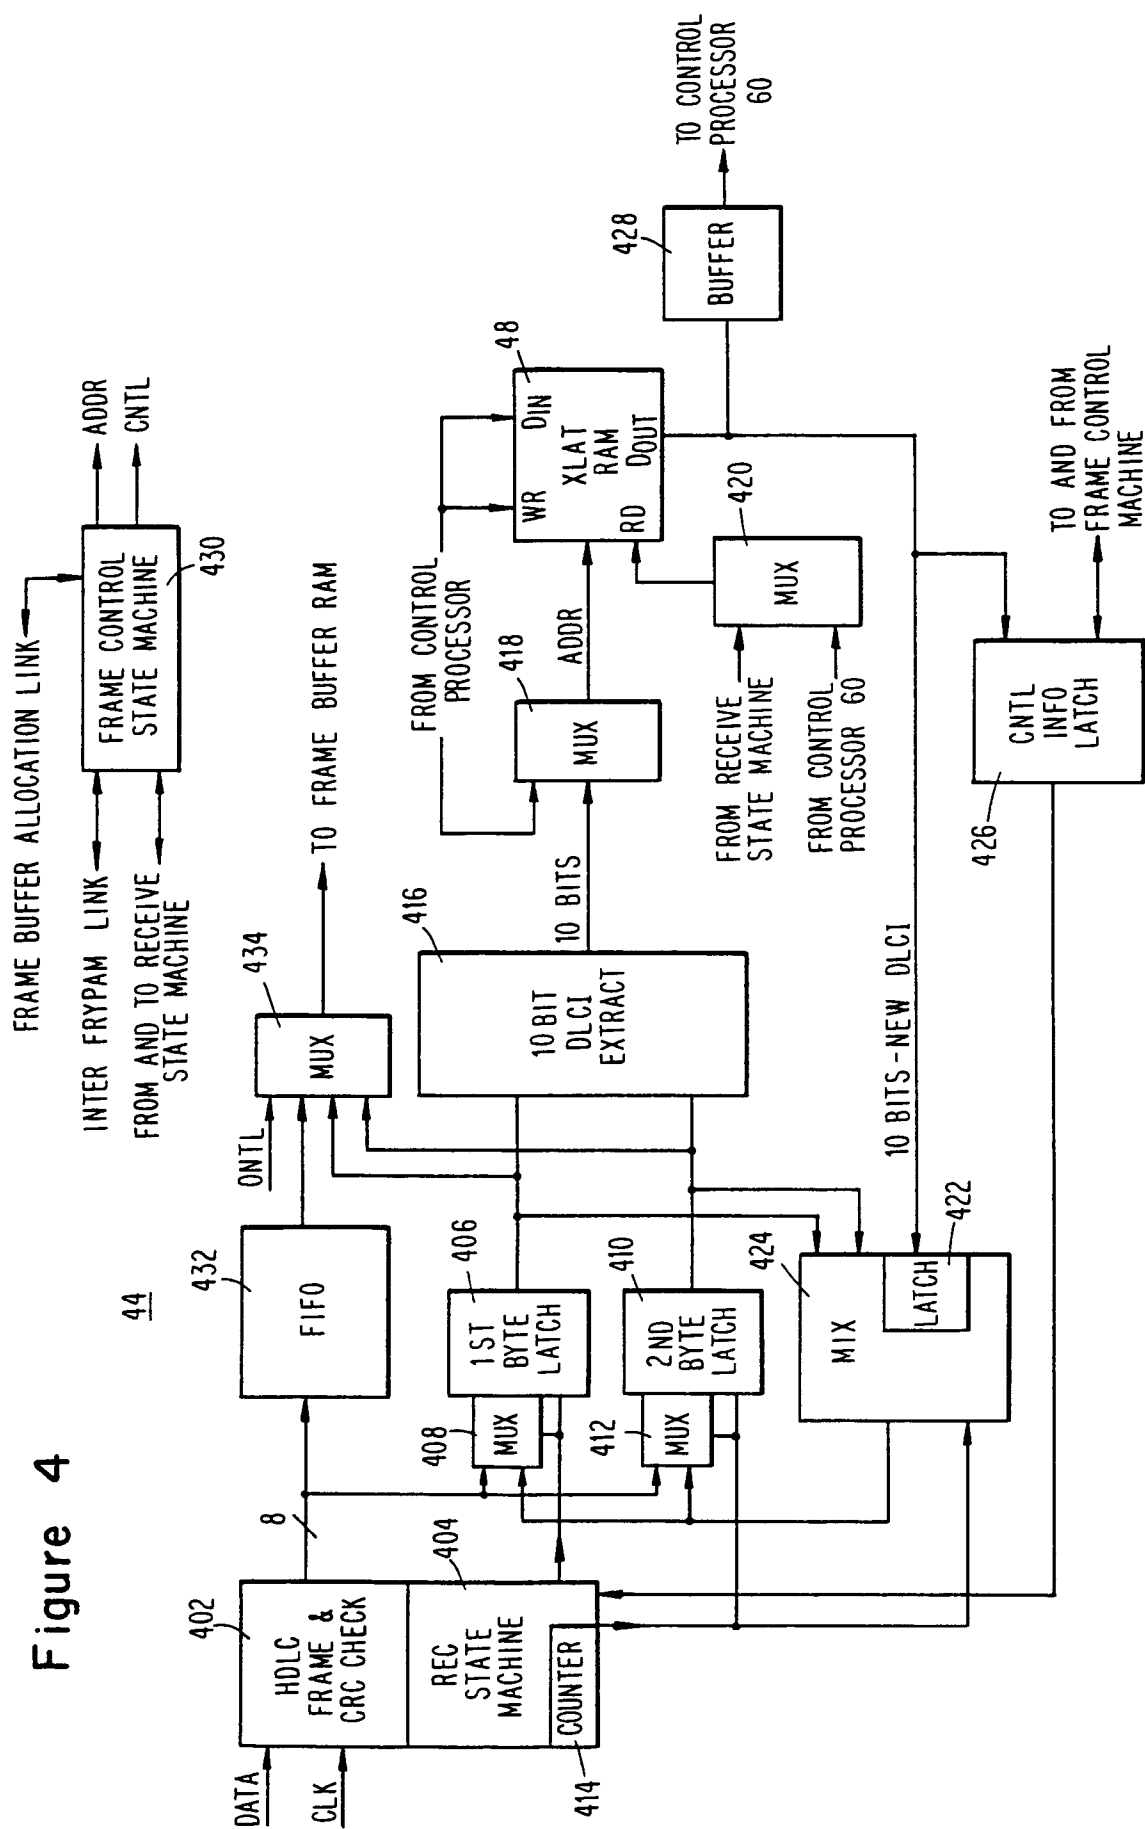 Figure 4
44
FRAME BUFFER ALLOCATION LINK
INTER FRYPAM LINK
FROM AND TO RECEIVE
STATE MACHINE
FRAME CONTROL
STATE MACHINE
430
ADDR
CNTL
DATA
CLK
402
HDLC
FRAME &
CRC CHECK
404
REC
STATE
MACHINE
COUNTER
414
8
432
FIFO
ONTL
434
MUX
TO FRAME BUFFER RAM
408
MUX
406
1ST
BYTE
LATCH
412
MUX
410
2ND
BYTE
LATCH
416
10 BIT
DLCI
EXTRACT
10 BITS
FROM CONTROL
PROCESSOR
418
MUX
ADDR
48
WR
DIN
XLAT
RAM
RD
DOUT
420
MUX
FROM RECEIVE
STATE MACHINE
FROM CONTROL
PROCESSOR 60
428
BUFFER
TO CONTROL
PROCESSOR
60
424
MIX
LATCH
422
10 BITS-NEW DLCI
426
CNTL
INFO
LATCH
TO AND FROM
FRAME CONTROL
MACHINE